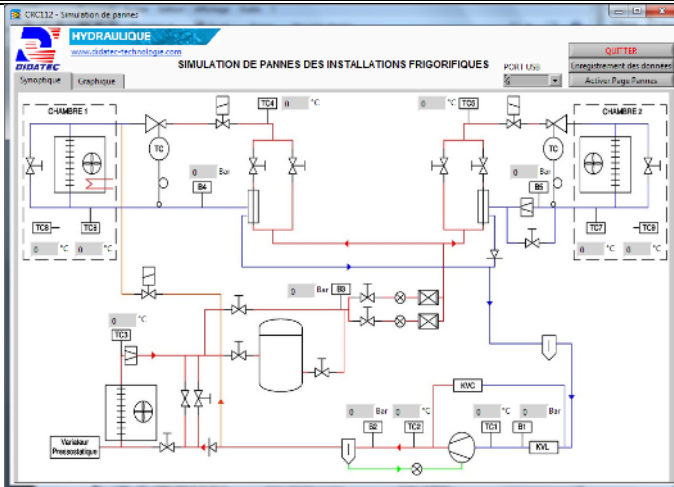 CRC112 - Simulation de pannes
HYDRAULIQUE
www.didatec-technologie.com
DIDATEC
SIMULATION DE PANNES DES INSTALLATIONS FRIGORIFIQUES
PORT USB
QUITTER
Enregistrement des données
Activer Page Pannes
Synoptique
Graphique
CHAMBRE 1
TC4
0
°C
TC5
0
°C
CHAMBRE 2
TC
TC
0
Bar
B4
0
Bar
B5
TC6
0
°C
0
°C
TC7
TC9
0
°C
0
°C
0
Bar
B3
0
°C
TC3
KVC
0
Bar
0
°C
0
°C
0
Bar
B2
TC2
TC1
B1
KVL
Variateur
Pressostatique